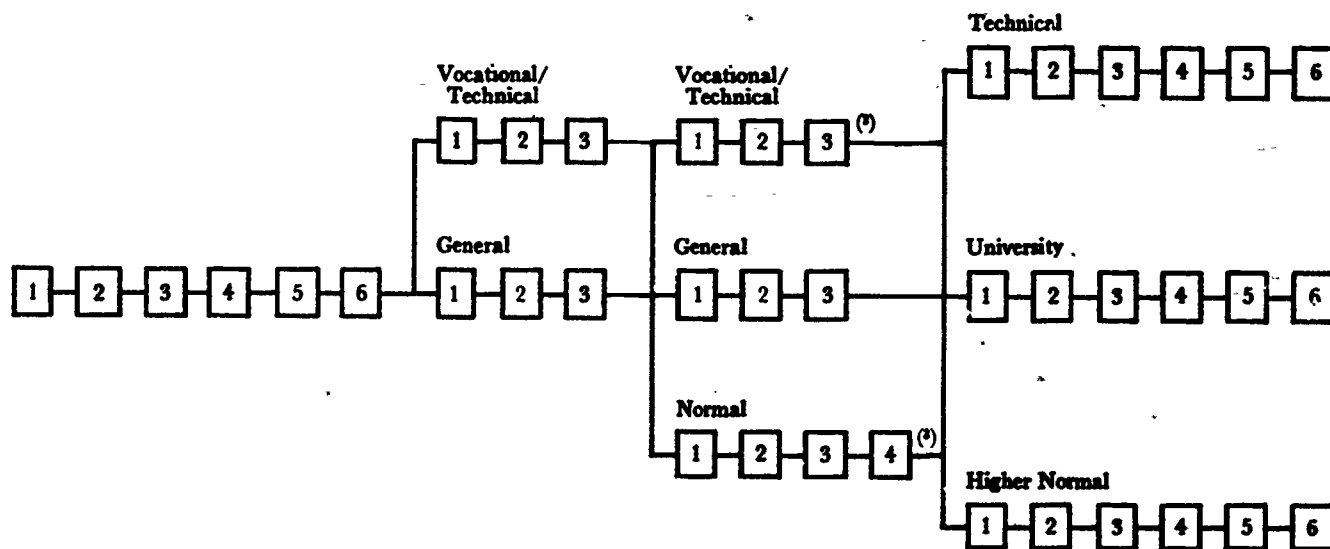 Technical
1 2 3 4 5 6
Vocational/
Technical
1 2 3
Vocational/
Technical
1 2 3
General
1 2 3
General
1 2 3
University
1 2 3 4 5 6
1 2 3 4 5 6
Normal
1 2 3 4
Higher Normal
1 2 3 4 5 6